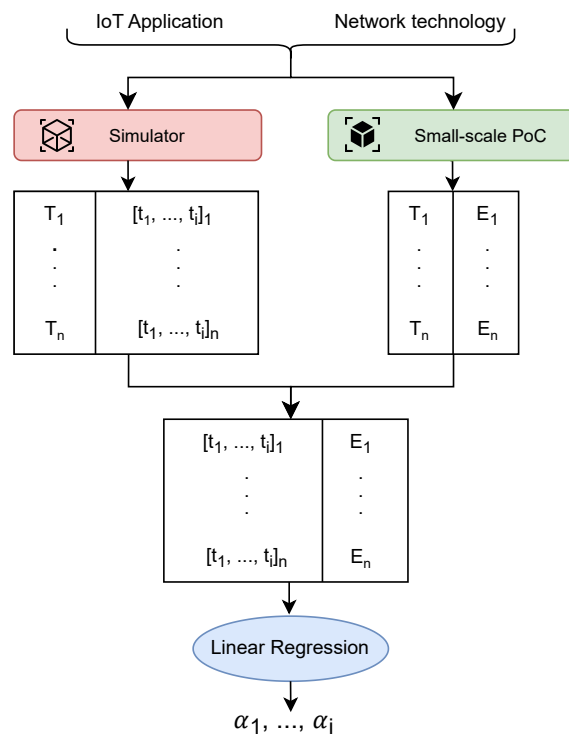 IoT Application Network technology
Simulator Small-scale PoC
T₁ [t₁, ..., tᵢ]₁ T₁ E₁
. . . .
. . . .
. . . .
Tₙ [t₁, ..., tᵢ]ₙ Tₙ Eₙ
[t₁, ..., tᵢ]₁ E₁
. .
. .
. .
[t₁, ..., tᵢ]ₙ Eₙ
Linear Regression
α₁, ..., αᵢ